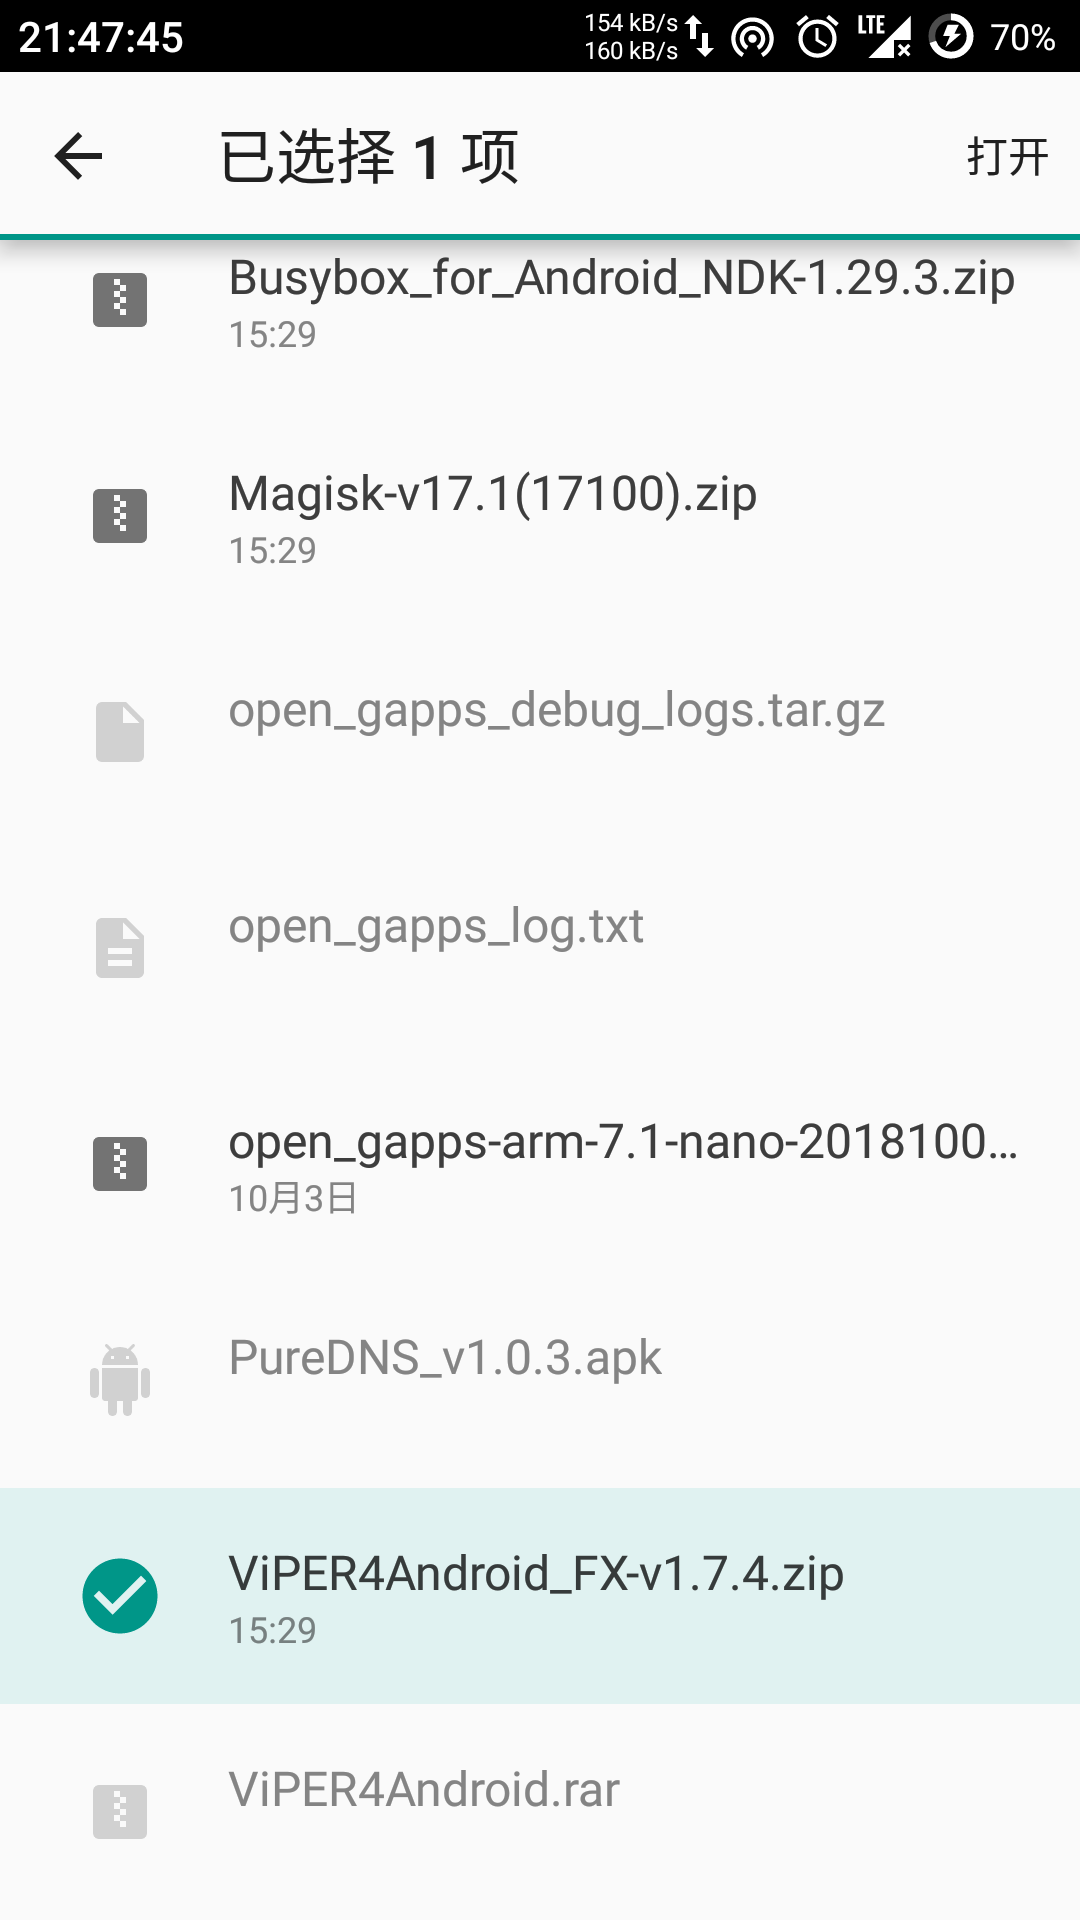 21:47:45
154 kB/s
160 kB/s
LTE
70%
已选择 1 项
打开
Busybox_for_Android_NDK-1.29.3.zip
15:29
Magisk-v17.1(17100).zip
15:29
open_gapps_debug_logs.tar.gz
open_gapps_log.txt
open_gapps-arm-7.1-nano-2018100…
10月3日
PureDNS_v1.0.3.apk
ViPER4Android_FX-v1.7.4.zip
15:29
ViPER4Android.rar